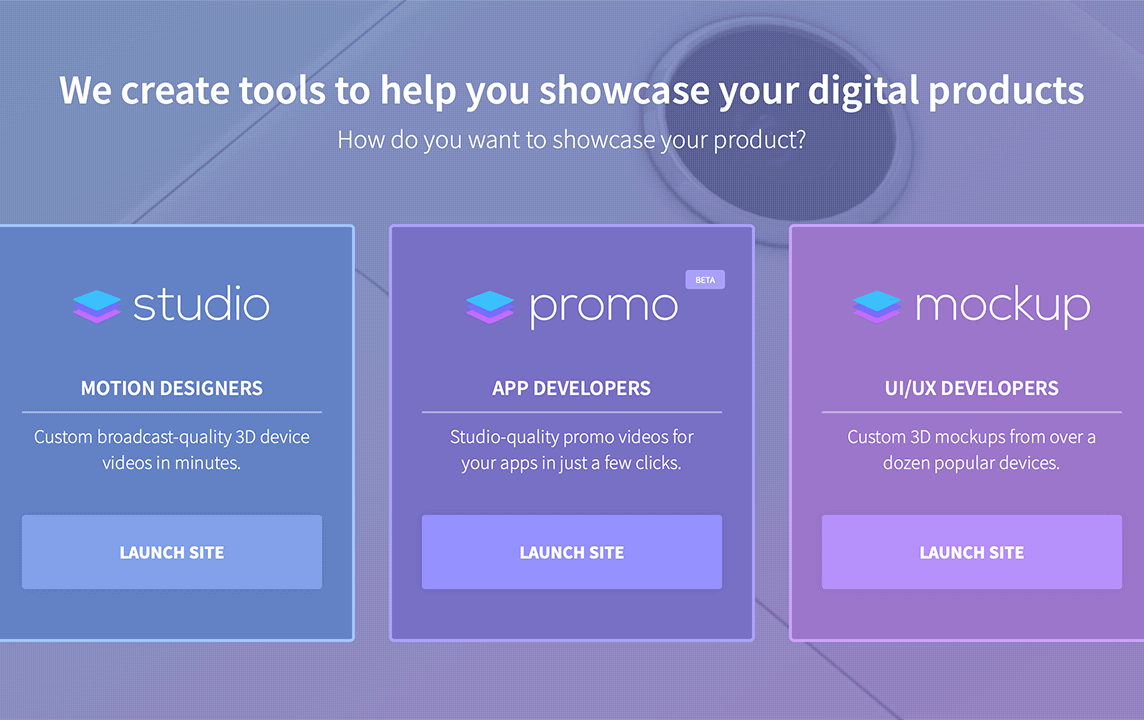 We create tools to help you showcase your digital products
How do you want to showcase your product?
studio
MOTION DESIGNERS
Custom broadcast-quality 3D device
videos in minutes.
LAUNCH SITE
promo
BETA
APP DEVELOPERS
Studio-quality promo videos for
your apps in just a few clicks.
LAUNCH SITE
mockup
UI/UX DEVELOPERS
Custom 3D mockups from over a
dozen popular devices.
LAUNCH SITE